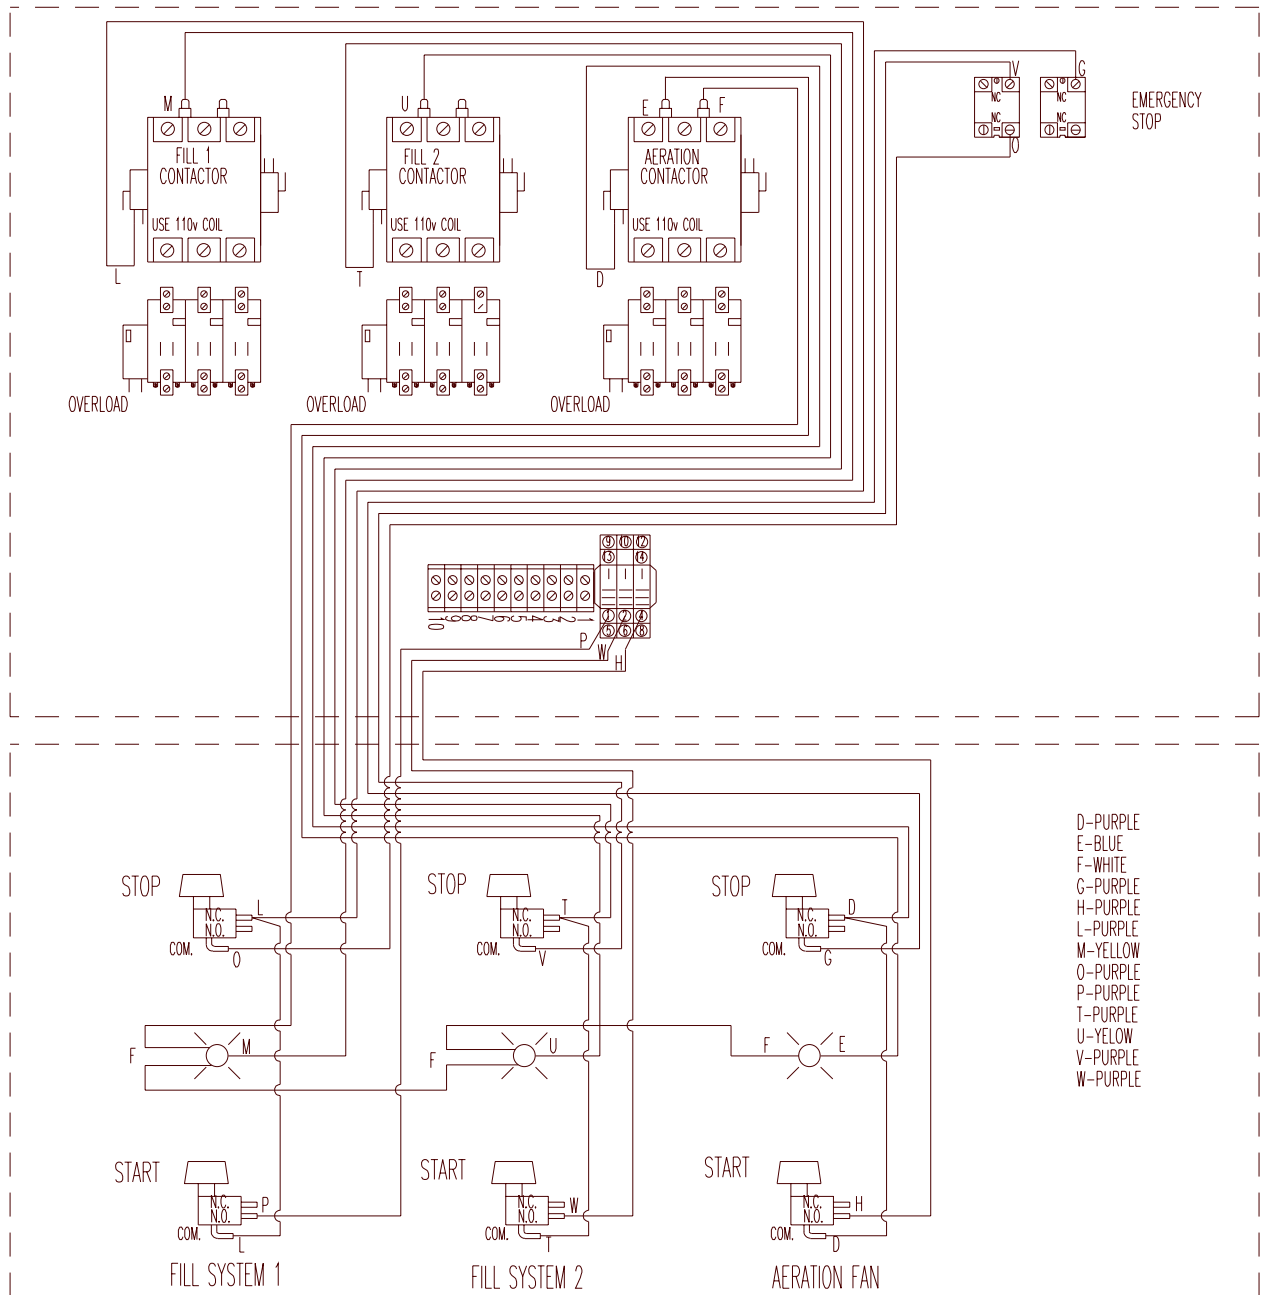 M
U
E
F
V
G
NC
NC
NC
NC
O
EMERGENCY
STOP
FILL 1
CONTACTOR
USE 110v COIL
FILL 2
CONTACTOR
USE 110v COIL
AERATION
CONTACTOR
USE 110v COIL
L
T
D
OVERLOAD
OVERLOAD
OVERLOAD
9 10 12
13 14
1 2 4
5 6 8
10 9 8 7 6 5 4 3 2 1
P
W
H
STOP
N.C.
N.O.
COM.
L
O
STOP
N.C.
N.O.
COM.
T
V
STOP
N.C.
N.O.
COM.
D
G
F
M
F
U
F
E
START
N.C.
N.O.
COM.
P
L
FILL SYSTEM 1
START
N.C.
N.O.
COM.
W
T
FILL SYSTEM 2
START
N.C.
N.O.
COM.
H
D
AERATION FAN
D-PURPLE
E-BLUE
F-WHITE
G-PURPLE
H-PURPLE
L-PURPLE
M-YELLOW
O-PURPLE
P-PURPLE
T-PURPLE
U-YELOW
V-PURPLE
W-PURPLE